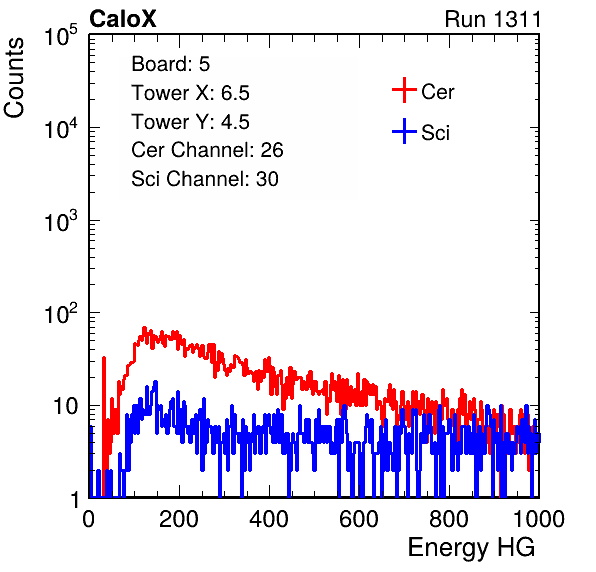 CaloX Run 1311
Counts
10^5
10^4
10^3
10^2
10
1
Board: 5
Tower X: 6.5
Tower Y: 4.5
Cer Channel: 26
Sci Channel: 30
Cer
Sci
0 200 400 600 800 1000
Energy HG